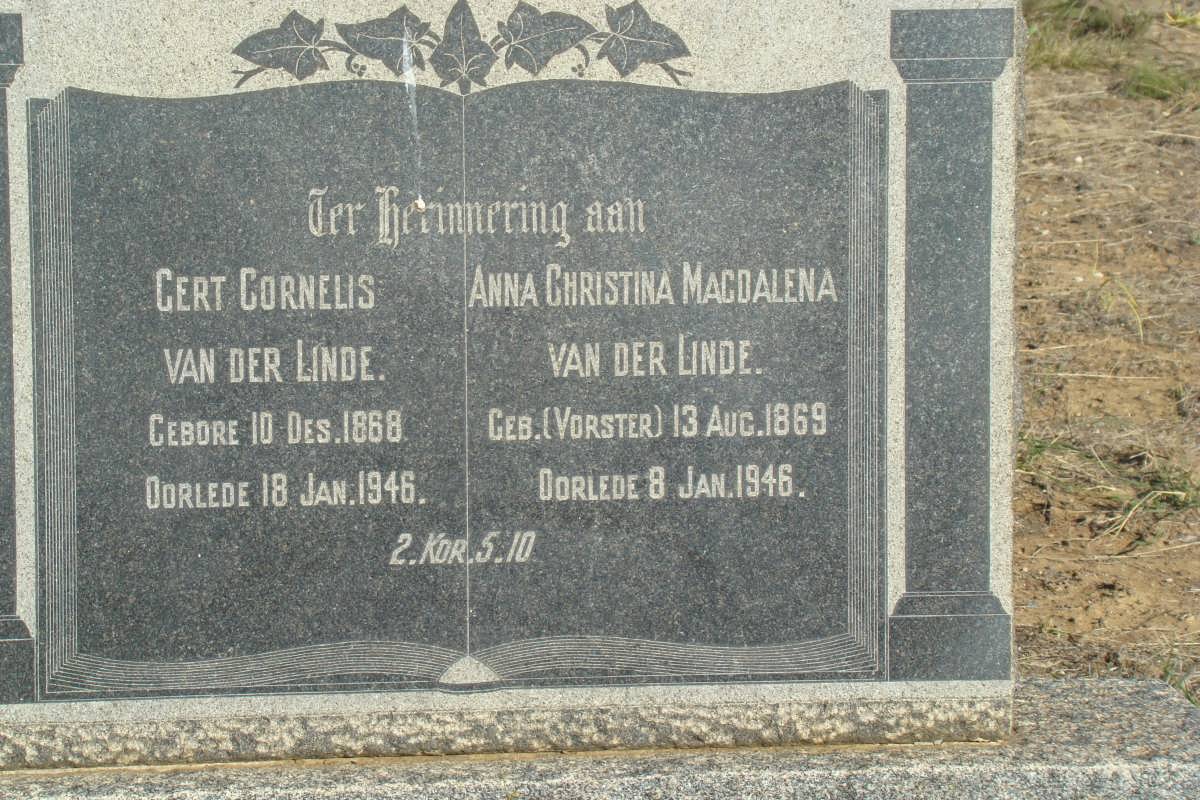 Ter Herinnering aan
GERT CORNELIS
VAN DER LINDE.
GEBORE 10 DES. 1868
OORLEDE 18 JAN. 1946.
ANNA CHRISTINA MAGDALENA
VAN DER LINDE.
GEB. (VORSTER) 13 AUG. 1869
OORLEDE 8 JAN. 1946.
2. KOR. 5. 10